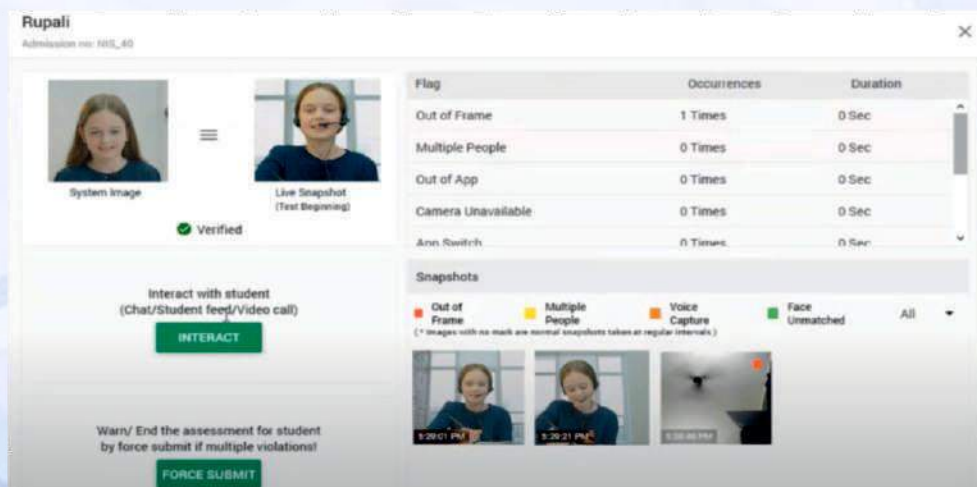 Rupali
Admission no: NIS_40
System Image
Live Snapshot
(Test Beginning)
Verified
Interact with student
(Chat/Student feed/Video call)
INTERACT
Warn/ End the assessment for student
by force submit if multiple violations!
FORCE SUBMIT
Flag Occurrences Duration
Out of Frame 1 Times 0 Sec
Multiple People 0 Times 0 Sec
Out of App 0 Times 0 Sec
Camera Unavailable 0 Times 0 Sec
App Switch 0 Times 0 Sec
Snapshots
Out of Frame
Multiple People
Voice Capture
Face Unmatched
All
( * Images with no mark are normal snapshots taken at regular intervals )
5:29:01 PM
5:29:21 PM